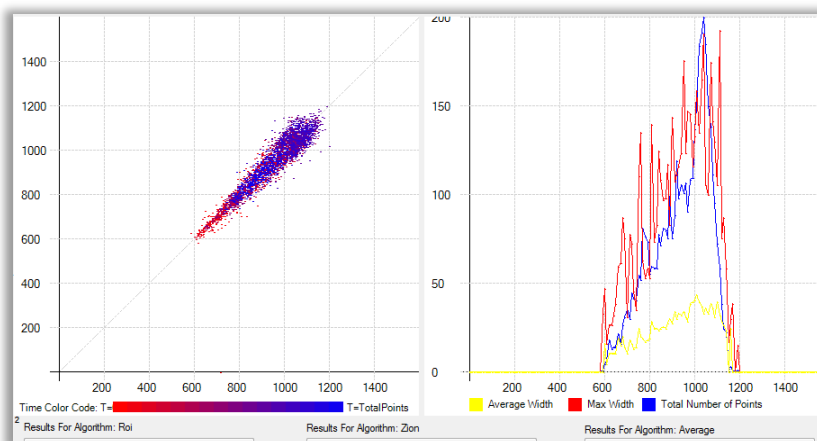 1600
1400
1200
1000
800
600
400
200
200 400 600 800 1000 1200 1400
Time Color Code: T= T=TotalPoints
200
150
100
50
0
200 400 600 800 1000 1200 1400
Average Width Max Width Total Number of Points
2
Results For Algorithm: Roi Results For Algorithm: Zion Results For Algorithm: Average